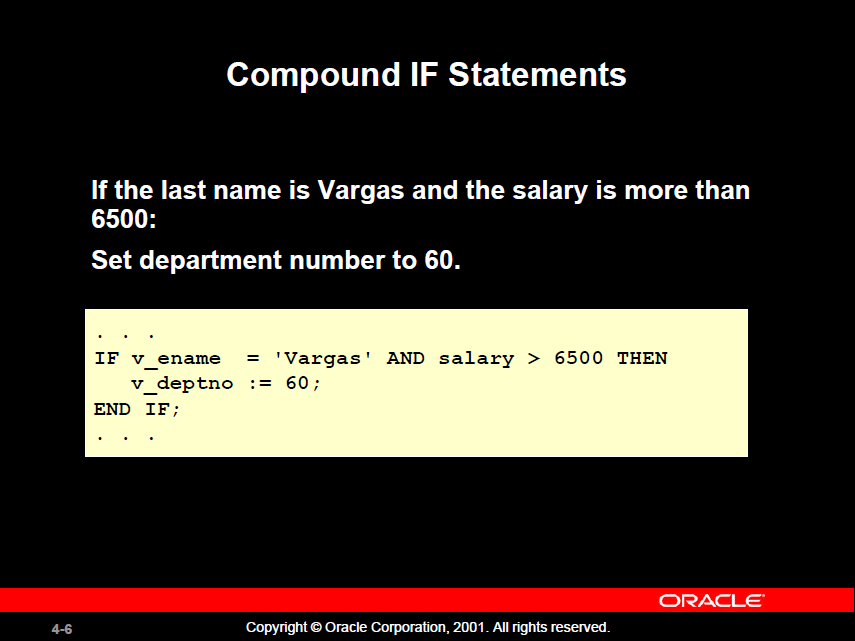 Compound IF Statements
If the last name is Vargas and the salary is more than
6500:
Set department number to 60.
. . .
IF v_ename  = 'Vargas' AND salary > 6500 THEN
   v_deptno := 60;
END IF;
. . .
ORACLE®
4-6
Copyright © Oracle Corporation, 2001. All rights reserved.